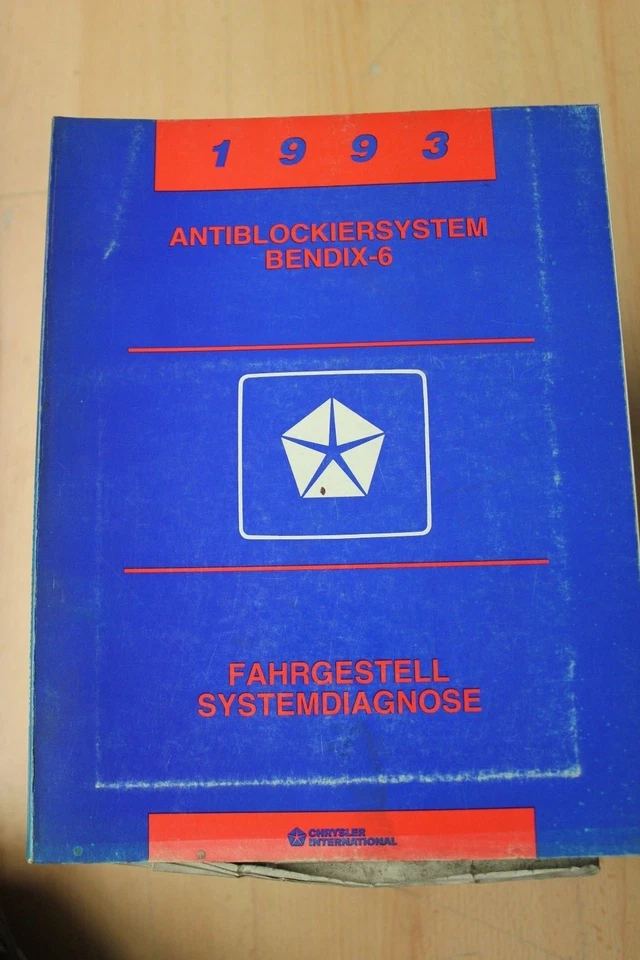 1993
ANTIBLOCKIERSYSTEM
BENDIX-6
FAHRGESTELL
SYSTEMDIAGNOSE
CHRYSLER
INTERNATIONAL